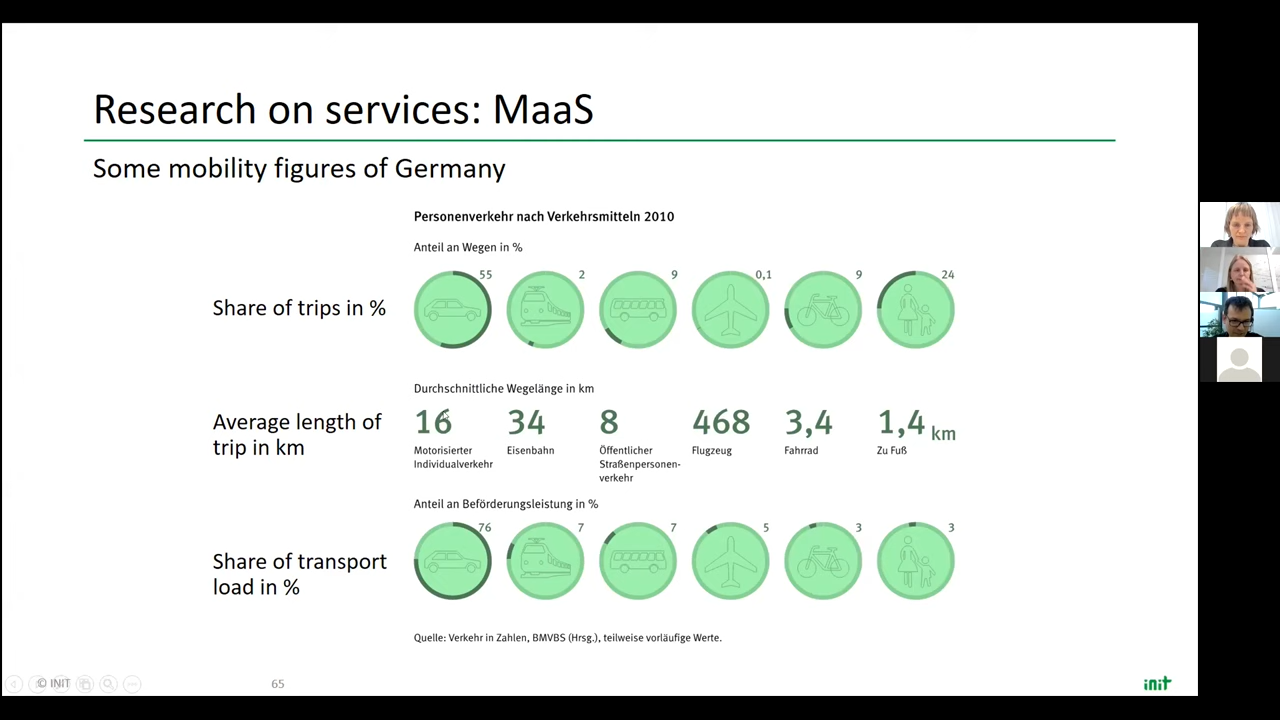 Research on services: MaaS
Some mobility figures of Germany
Personenverkehr nach Verkehrsmitteln 2010
Anteil an Wegen in %
Share of trips in %
55 2 9 0,1 9 24
Durchschnittliche Wegelänge in km
Average length of
trip in km
16 34 8 468 3,4 1,4 km
Motorisierter
Individualverkehr
Eisenbahn
Öffentlicher
Straßenpersonen-
verkehr
Flugzeug
Fahrrad
Zu Fuß
Anteil an Beförderungsleistung in %
Share of transport
load in %
76 7 7 5 3 3
Quelle: Verkehr in Zahlen, BMVBS (Hrsg.), teilweise vorläufige Werte.
© INIT
65
init